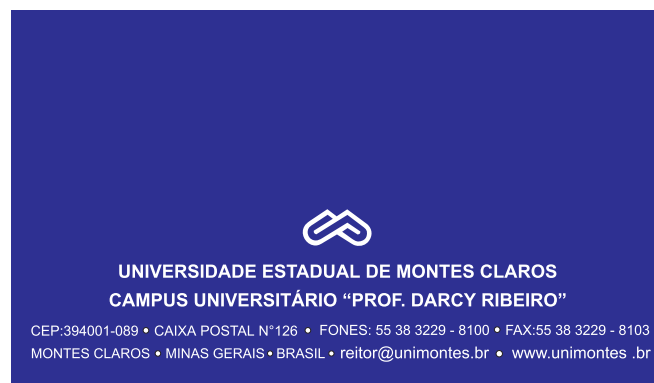 UNIVERSIDADE ESTADUAL DE MONTES CLAROS
CAMPUS UNIVERSITÁRIO “PROF. DARCY RIBEIRO”
CEP:394001-089 • CAIXA POSTAL N°126 • FONES: 55 38 3229 - 8100 • FAX:55 38 3229 - 8103
MONTES CLAROS • MINAS GERAIS • BRASIL • reitor@unimontes.br • www.unimontes .br